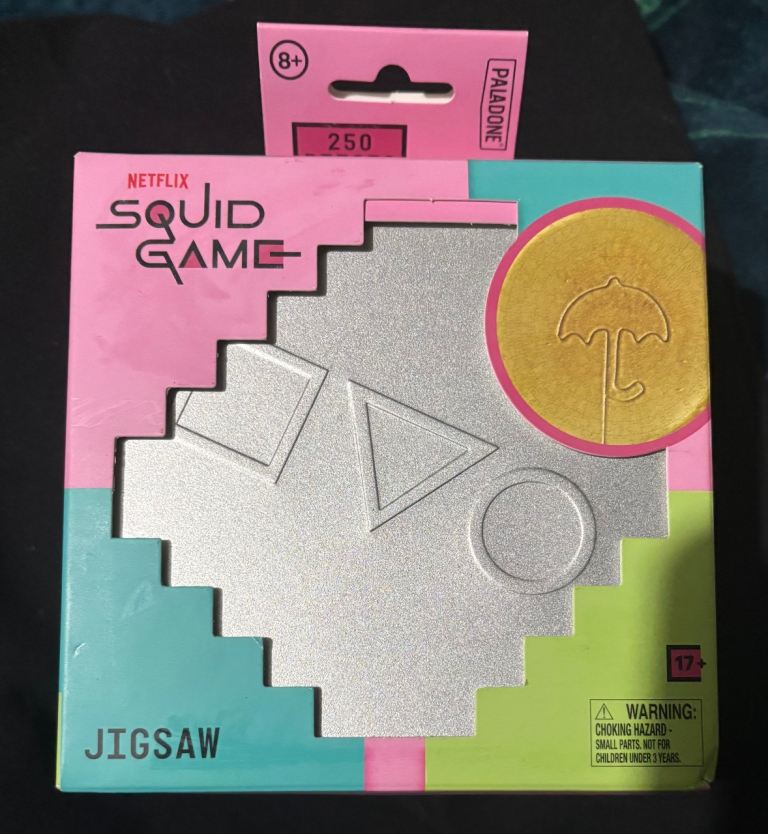 8+
PALADONE
250
NETFLIX
SQUID
GAME
17+
WARNING:
CHOKING HAZARD -
SMALL PARTS. NOT FOR
CHILDREN UNDER 3 YEARS.
JIGSAW